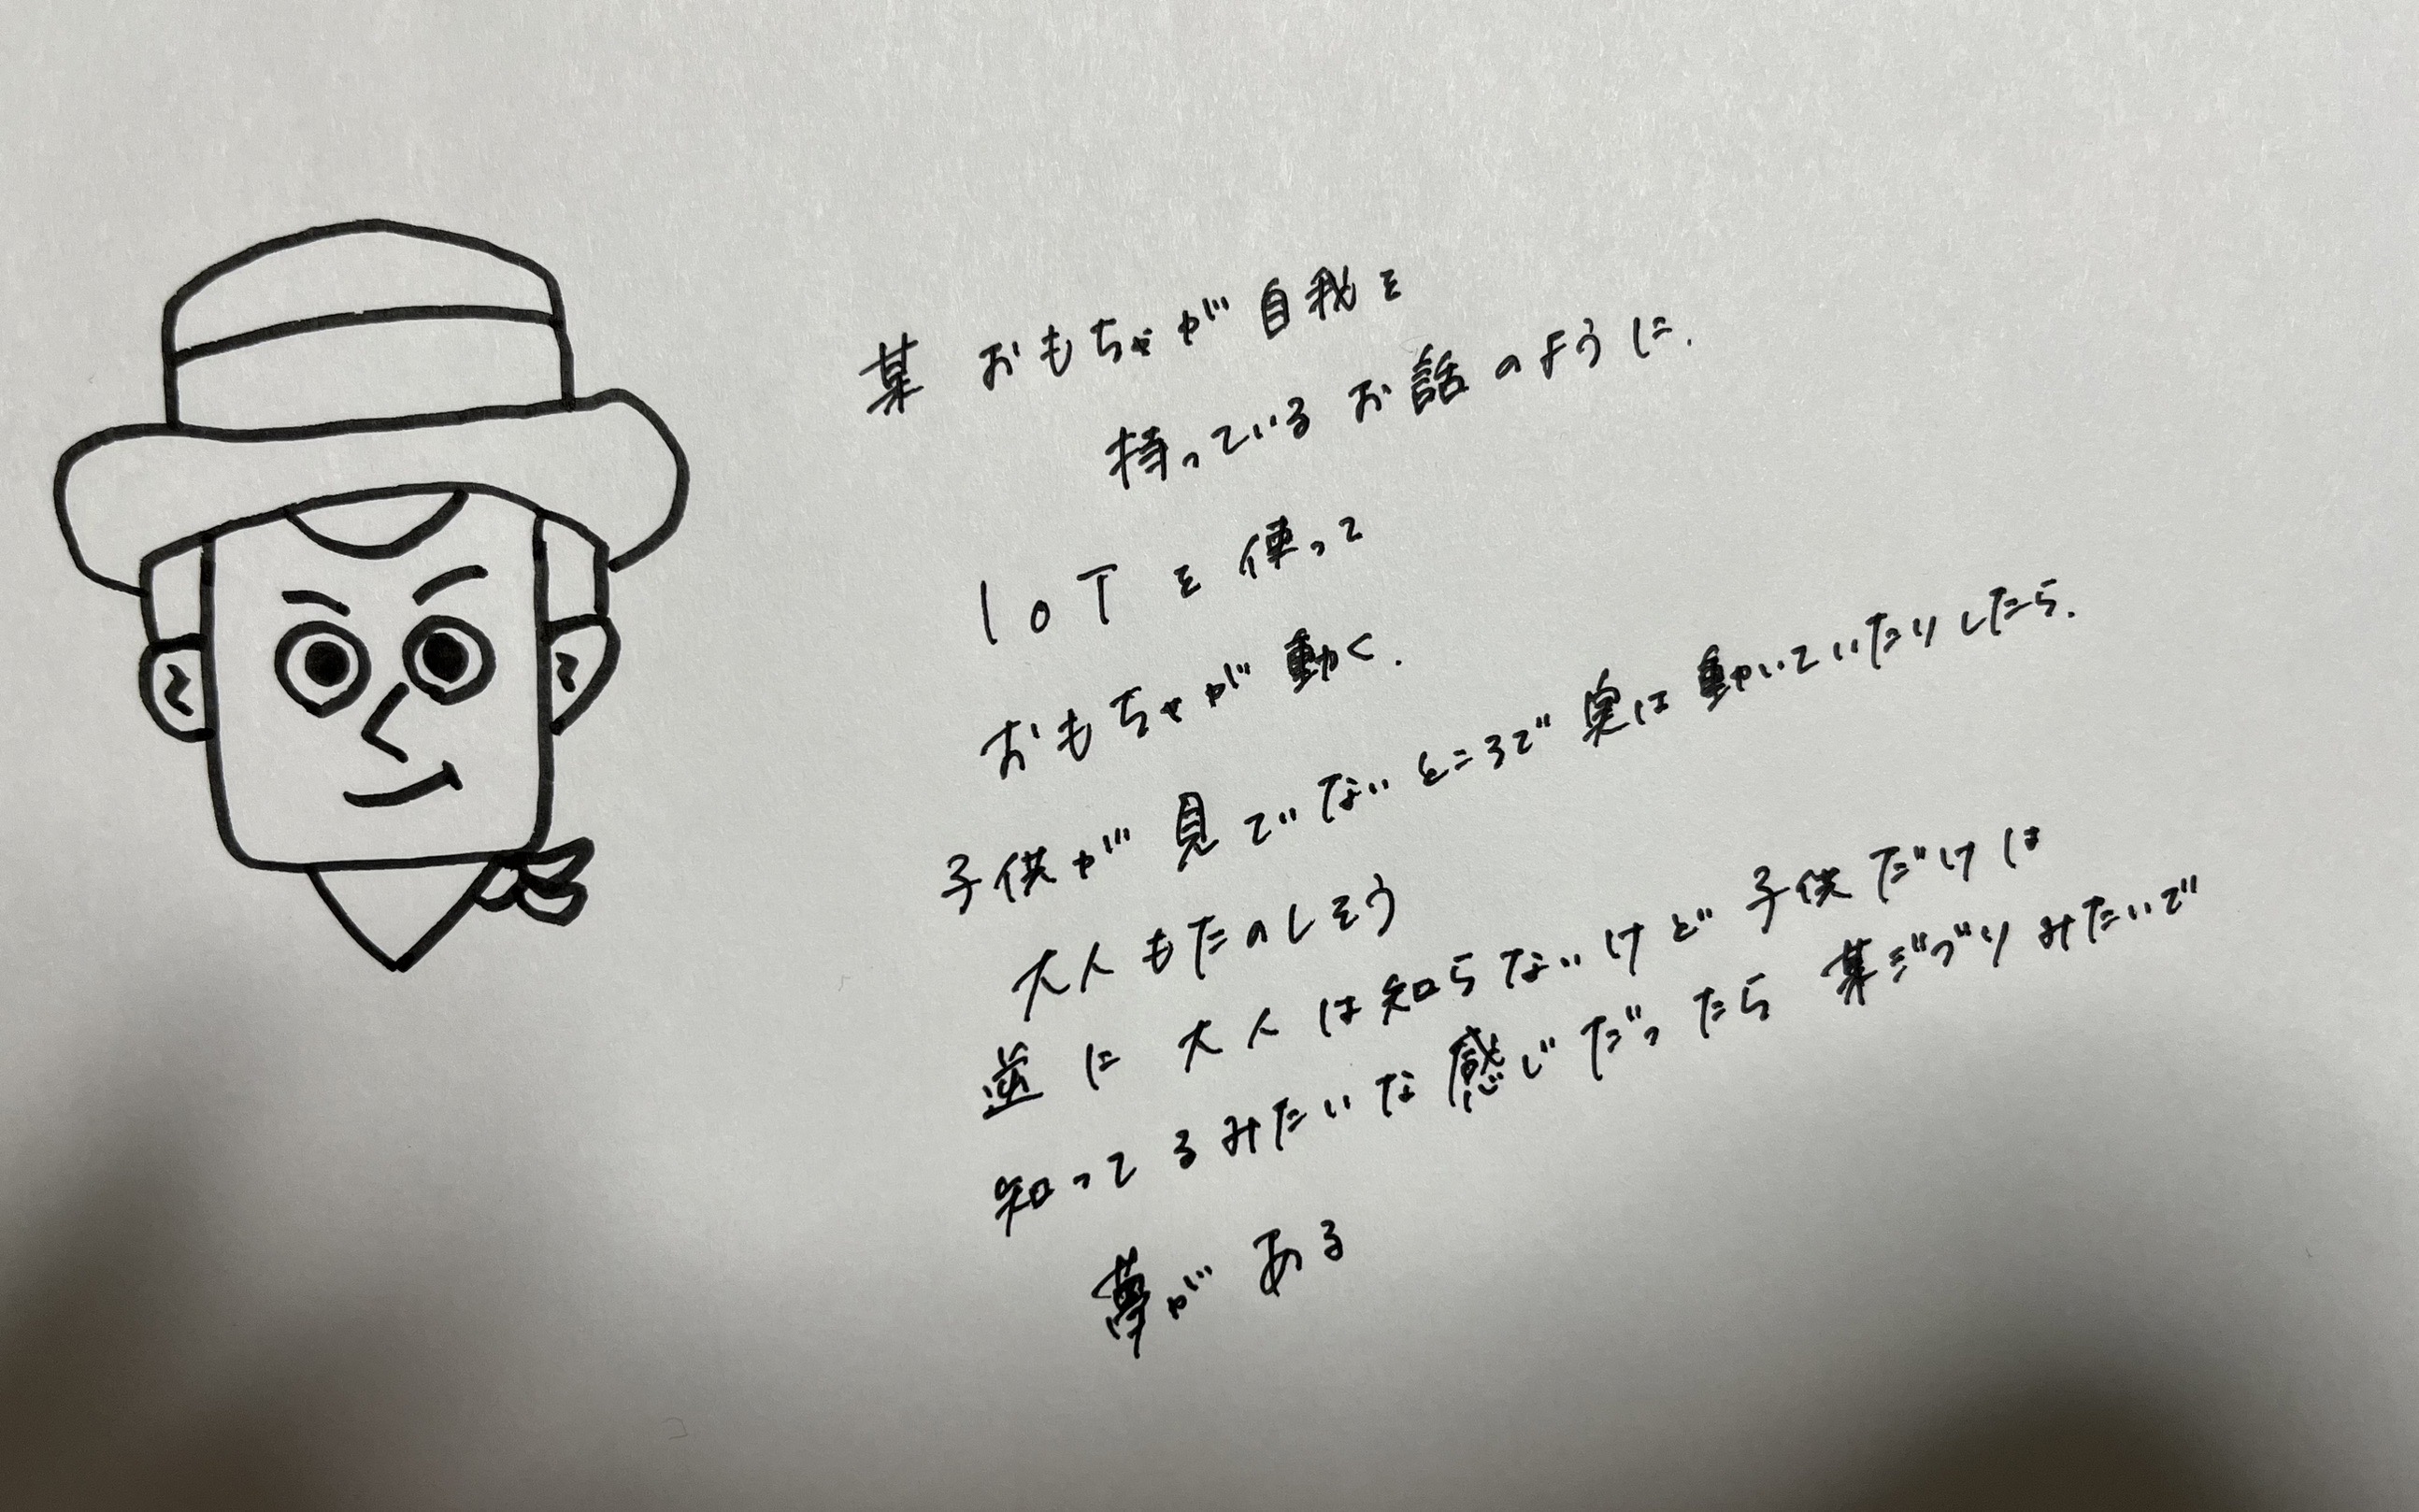 某 おもちゃが 自我を
持っている お話 のように.
IoT を 使って
おもちゃが 動く.
子供が 見ていないところで 実は 動いていたりしたら.
大人もたのしそう
逆に 大人は知らないけど 子供だけは
知ってるみたいな感じだったら 某ジブリみたいで
夢が ある